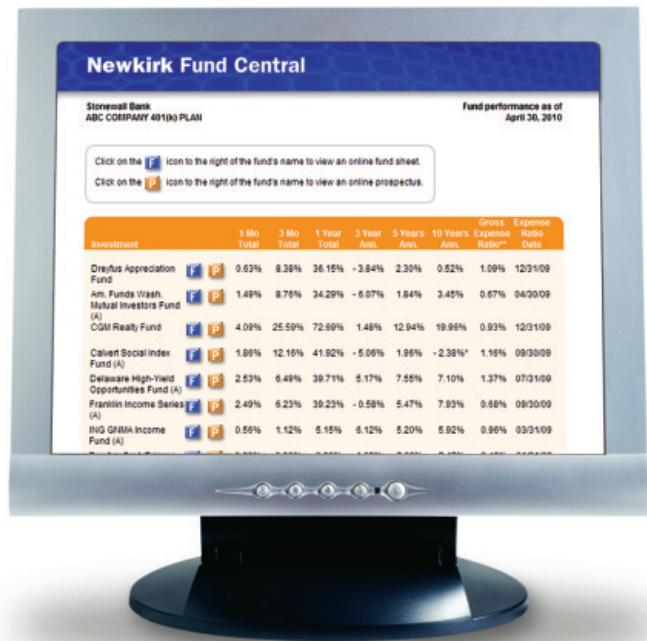 Newkirk Fund Central
Stonewall Bank
ABC COMPANY 401(k) PLAN
Fund performance as of
April 30, 2010
Click on the F icon to the right of the fund's name to view an online fund sheet.
Click on the P icon to the right of the fund's name to view an online prospectus.
Investment 1 Mo Total 3 Mo Total 1 Year Total 3 Year Ann. 5 Years Ann. 10 Years Ann. Gross Expense Ratio** Expense Ratio Date
Dreyfus Appreciation Fund F P 0.63% 8.38% 36.15% -3.84% 2.30% 0.52% 1.09% 12/31/09
Am. Funds Wash. Mutual Investors Fund (A) F P 1.49% 8.76% 34.29% -6.07% 1.84% 3.45% 0.67% 04/30/09
CGM Realty Fund F P 4.09% 25.59% 72.69% 1.48% 12.94% 19.96% 0.93% 12/31/09
Calvert Social Index Fund (A) F P 1.86% 12.16% 41.92% -5.06% 1.96% -2.38%* 1.16% 09/30/09
Delaware High-Yield Opportunities Fund (A) F P 2.53% 6.49% 39.71% 5.17% 7.55% 7.10% 1.37% 07/31/09
Franklin Income Series (A) F P 2.49% 6.23% 39.23% -0.58% 5.47% 7.93% 0.68% 09/30/09
ING GNMA Income Fund (A) F P 0.56% 1.12% 5.15% 6.12% 5.20% 5.92% 0.96% 03/31/09